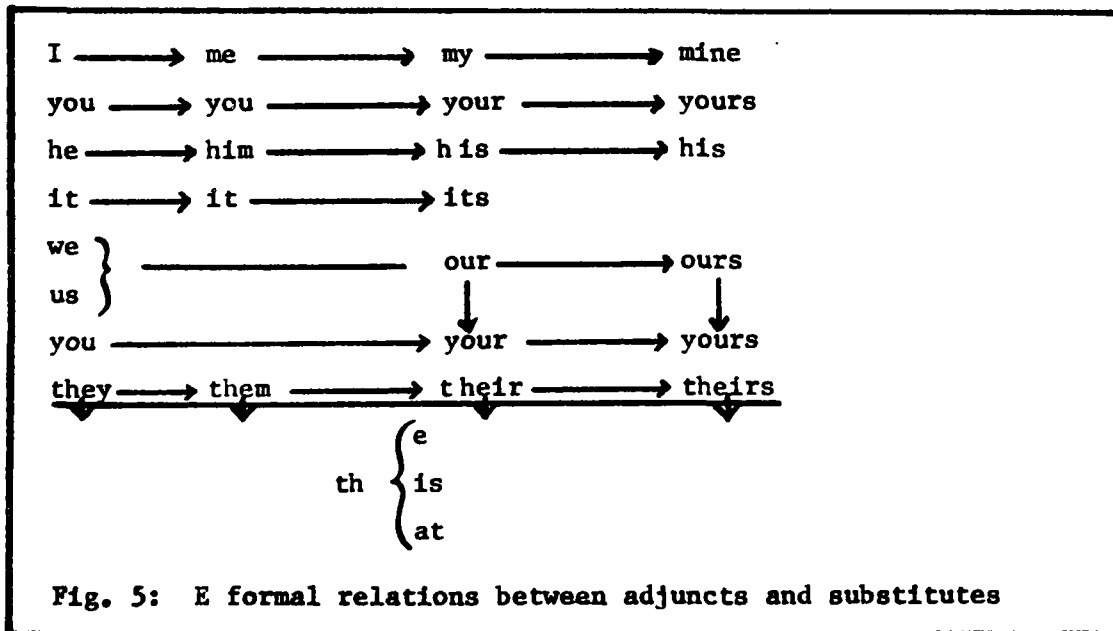 I → me → my → mine
you → you → your → yours
he → him → his → his
it → it → its
we
our → ours
us
you → your → yours
they → them → their → theirs
e
th { is
at
Fig. 5: E formal relations between adjuncts and substitutes